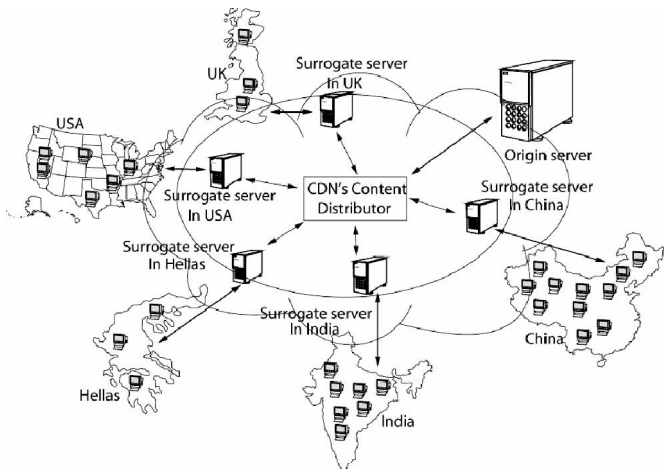 UK
Surrogate server
In UK
USA
Origin server
Surrogate server
In USA
CDN's Content
Distributor
Surrogate server
In China
Surrogate server
In Hellas
Surrogate server
In India
China
Hellas
India